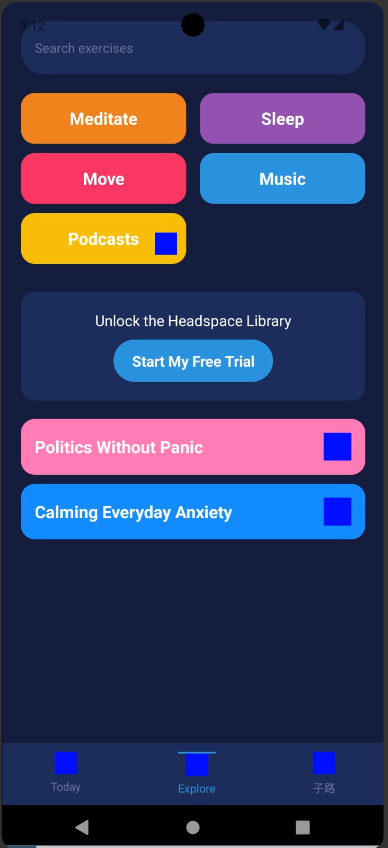 9:12
Search exercises
Meditate
Sleep
Move
Music
Podcasts
Unlock the Headspace Library
Start My Free Trial
Politics Without Panic
Calming Everyday Anxiety
Today
Explore
子路